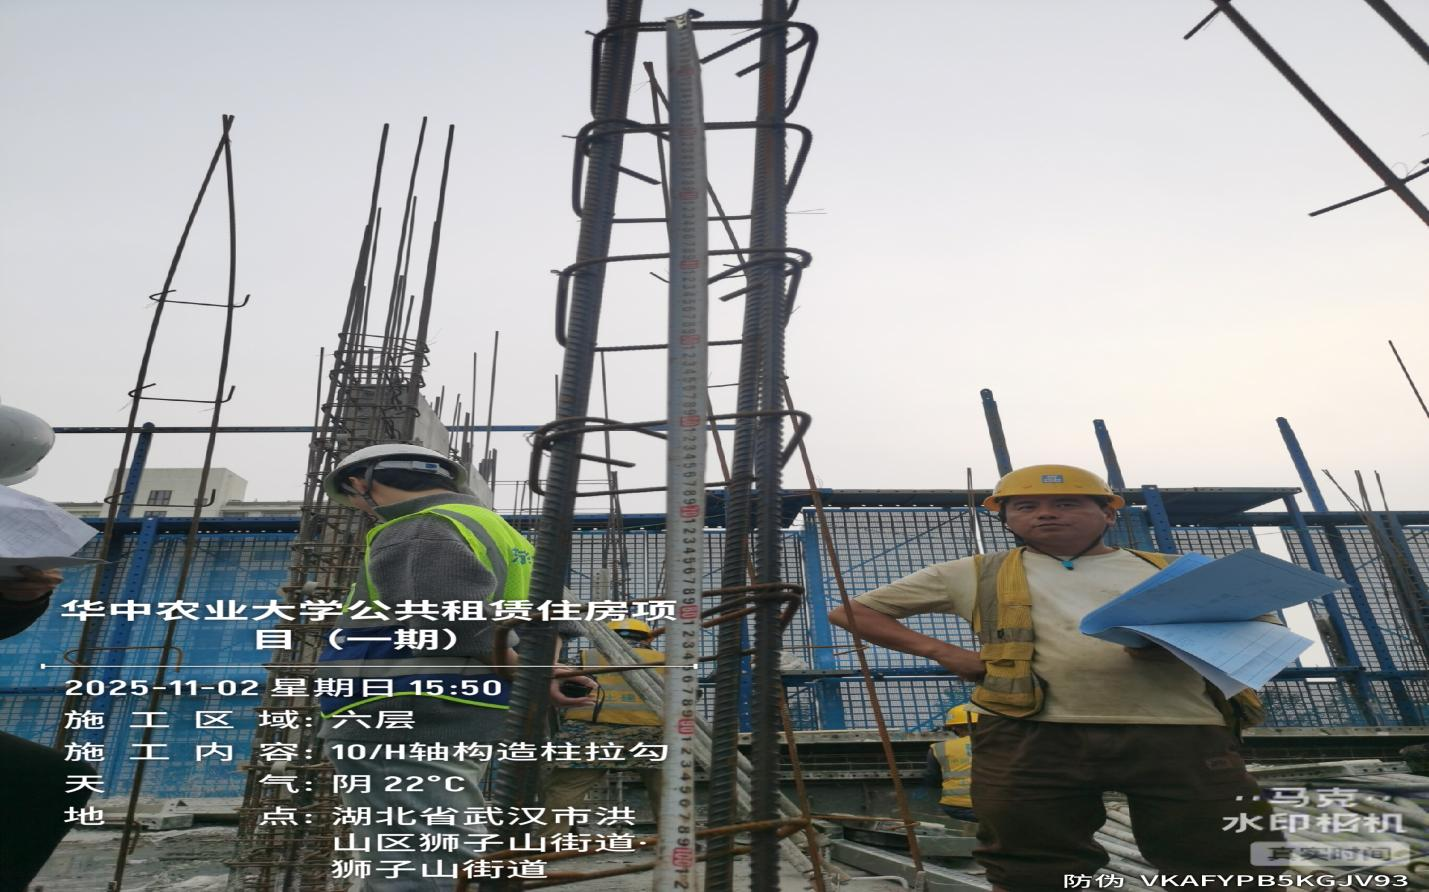 华中农业大学公共租赁住房项
目（一期）
2025-11-02 星期日 15:50
施工区域：六层
施工内容：10/H轴构造柱拉勾
天气：阴 22°C
地点：湖北省武汉市洪
山区狮子山街道·
狮子山街道
马克
水印相机
真实时间
防伪 VKAFYPB5KGJV93